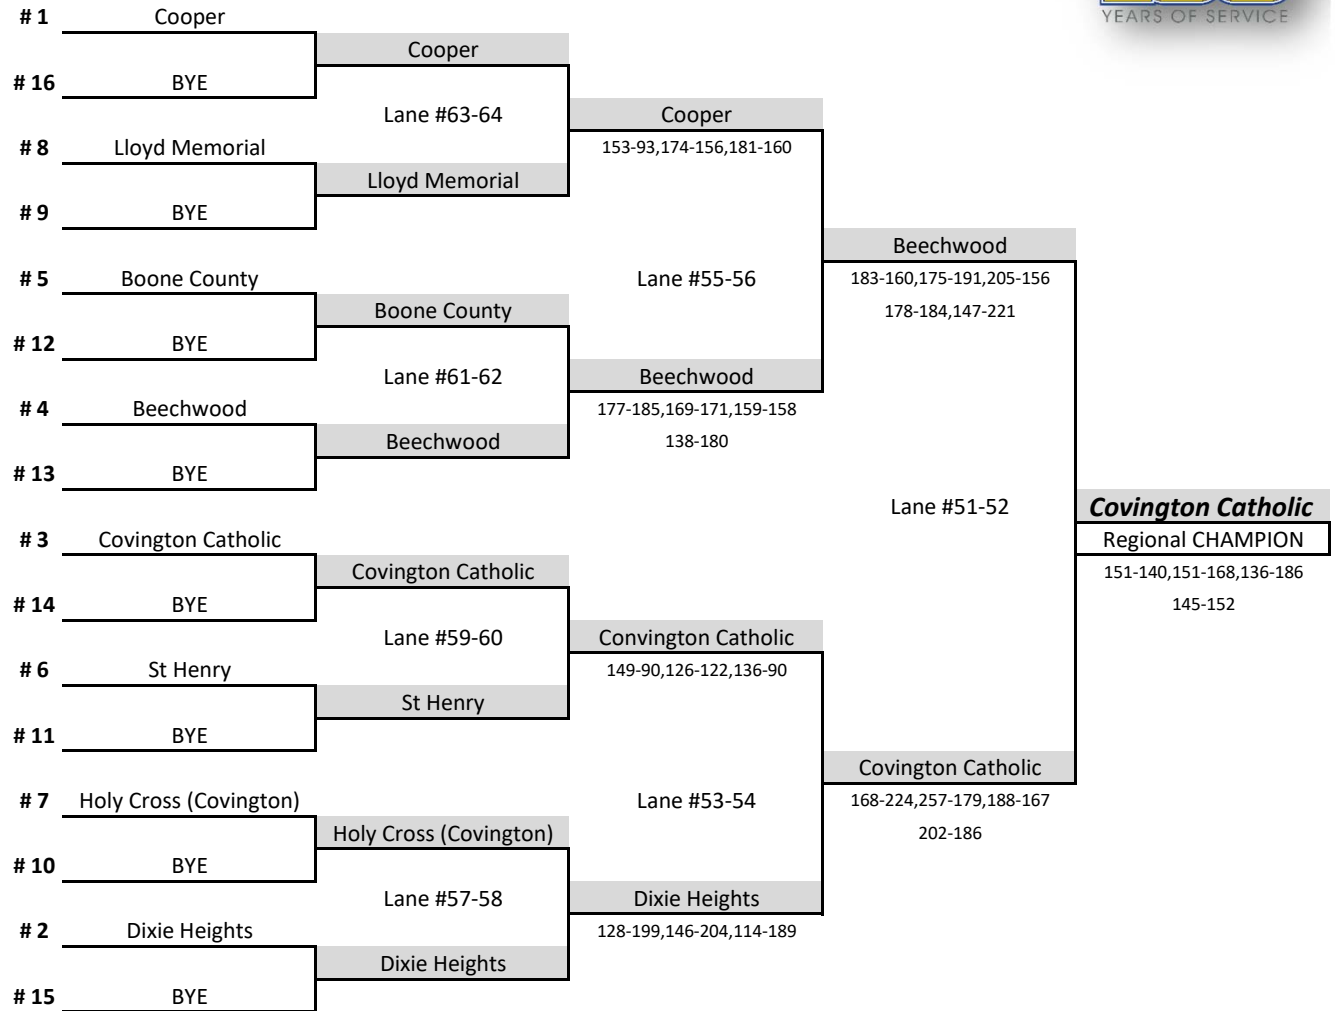 YEARS OF SERVICE
# 1 Cooper
Cooper
# 16 BYE
Lane #63-64
Cooper
# 8 Lloyd Memorial
153-93,174-156,181-160
Lloyd Memorial
# 9 BYE
Beechwood
# 5 Boone County
Lane #55-56
183-160,175-191,205-156
Boone County
178-184,147-221
# 12 BYE
Lane #61-62
Beechwood
# 4 Beechwood
177-185,169-171,159-158
Beechwood
138-180
# 13 BYE
Lane #51-52
Covington Catholic
# 3 Covington Catholic
Regional CHAMPION
Covington Catholic
151-140,151-168,136-186
# 14 BYE
145-152
Lane #59-60
Convington Catholic
# 6 St Henry
149-90,126-122,136-90
St Henry
# 11 BYE
Covington Catholic
# 7 Holy Cross (Covington)
Lane #53-54
168-224,257-179,188-167
Holy Cross (Covington)
202-186
# 10 BYE
Lane #57-58
Dixie Heights
# 2 Dixie Heights
128-199,146-204,114-189
Dixie Heights
# 15 BYE